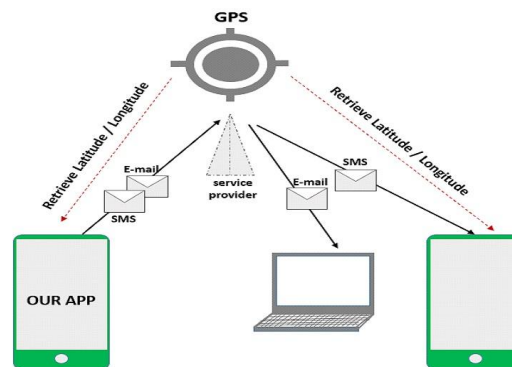 GPS
Retrieve Latitude / Longitude
Retrieve Latitude / Longitude
E-mail
SMS
service
provider
E-mail
SMS
OUR APP